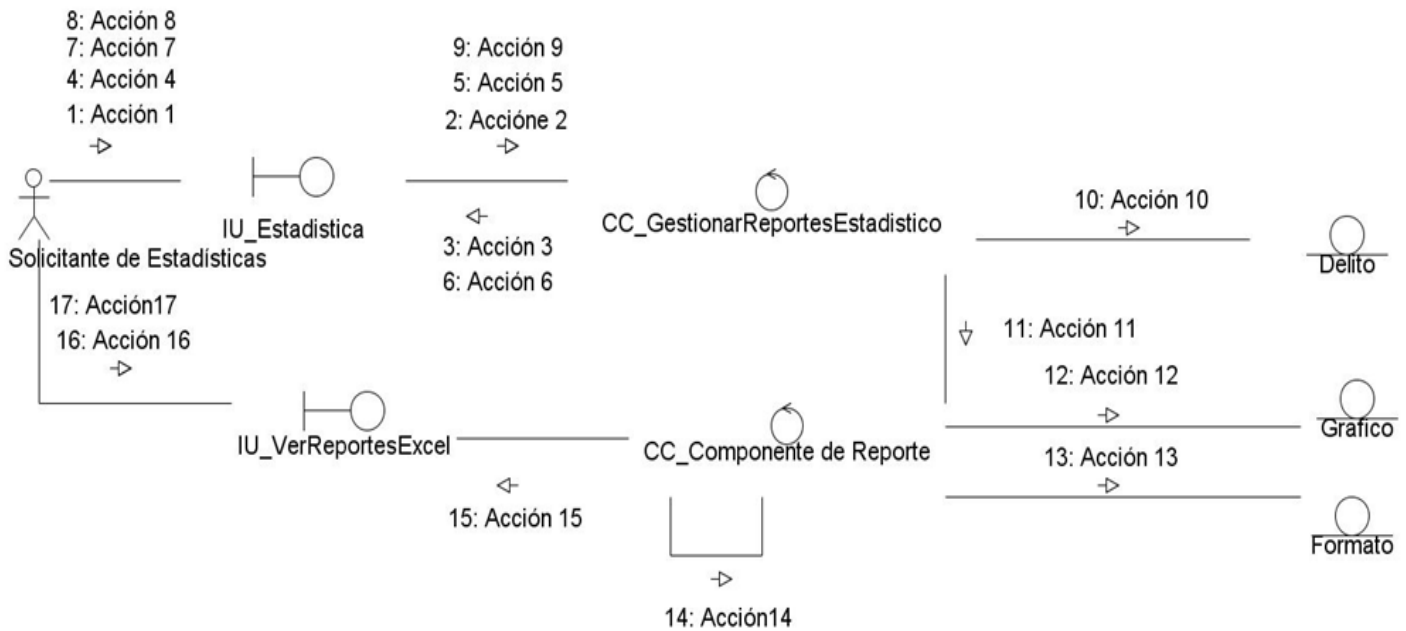 8: Acción 8
7: Acción 7
4: Acción 4
1: Acción 1
9: Acción 9
5: Acción 5
2: Accióne 2
IU_Estadistica
3: Acción 3
6: Acción 6
CC_GestionarReportesEstadistico
10: Acción 10
Delito
Solicitante de Estadísticas
17: Acción17
16: Acción 16
11: Acción 11
12: Acción 12
IU_VerReportesExcel
CC_Componente de Reporte
Grafico
13: Acción 13
15: Acción 15
Formato
14: Acción14